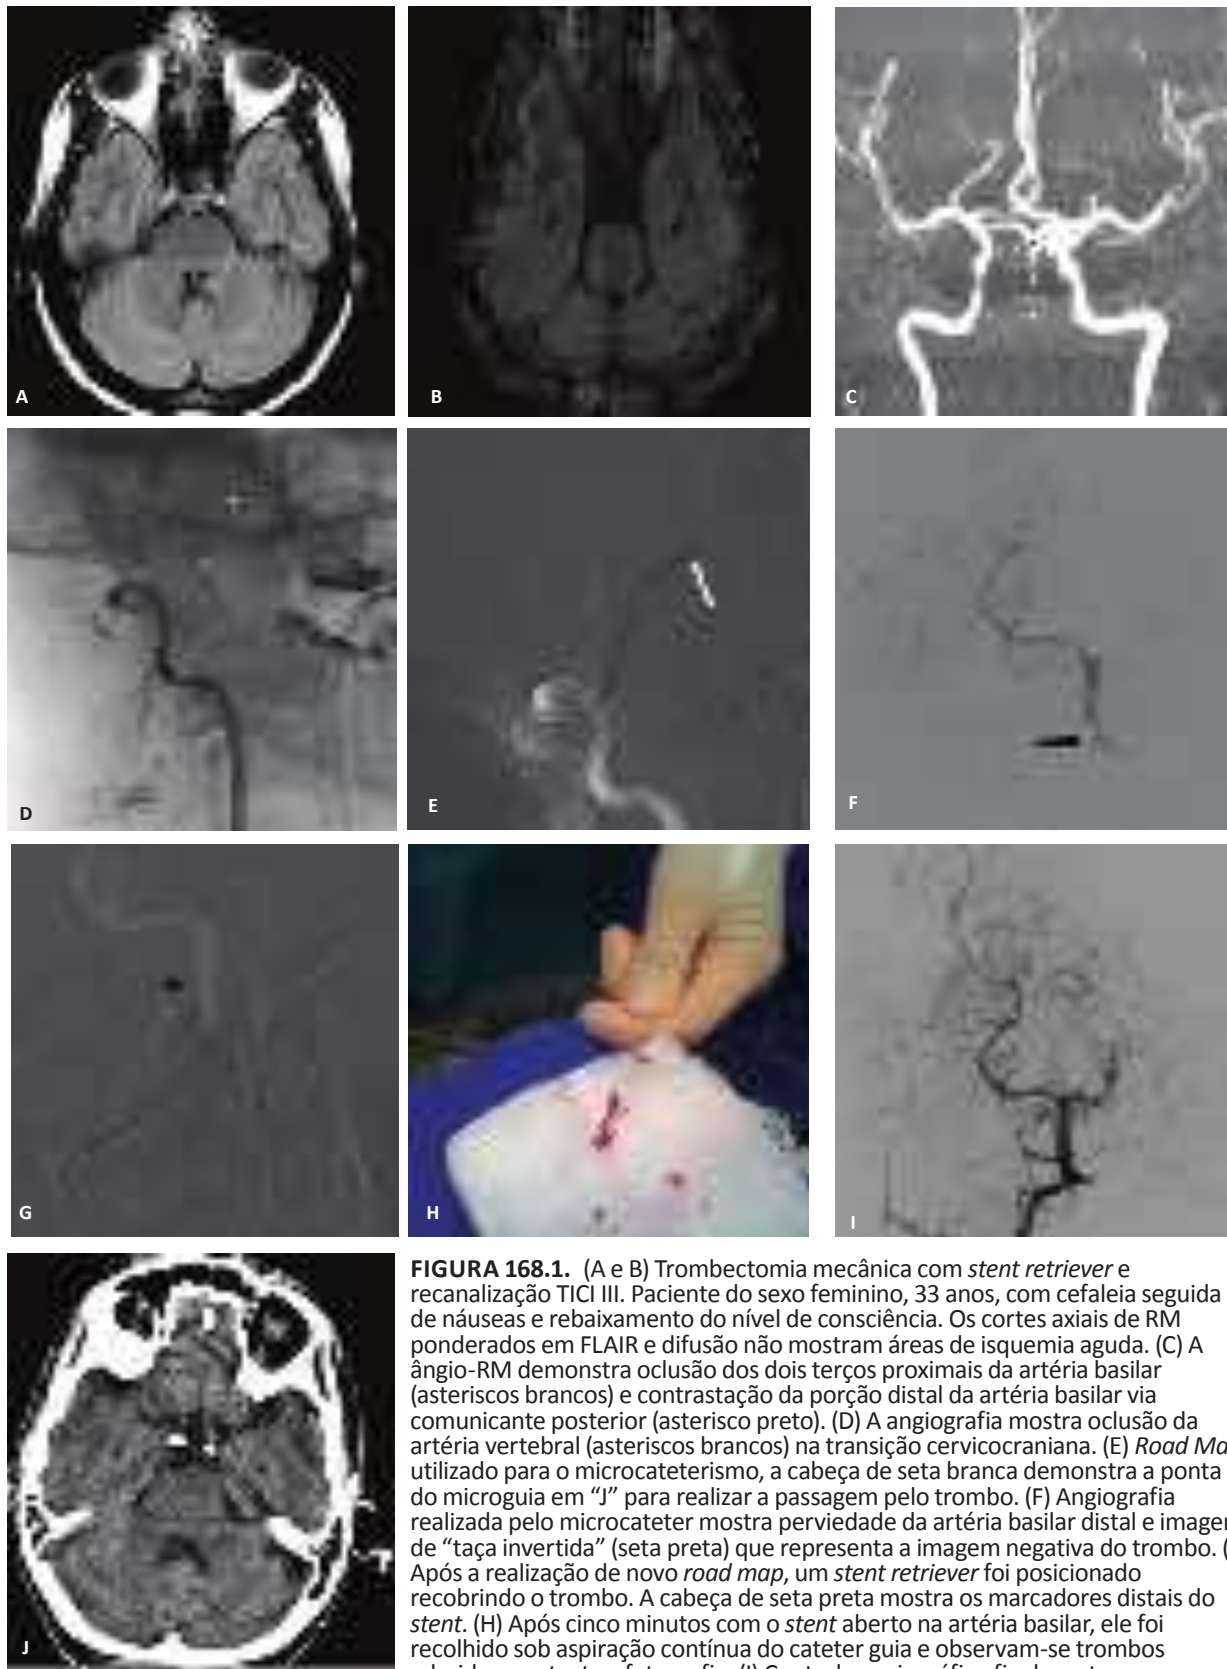 A
B
C
D
E
F
G
H
I
J
FIGURA 168.1. (A e B) Trombectomia mecânica com stent retriever e
recanalização TICI III. Paciente do sexo feminino, 33 anos, com cefaleia seguida
de náuseas e rebaixamento do nível de consciência. Os cortes axiais de RM
ponderados em FLAIR e difusão não mostram áreas de isquemia aguda. (C) A
ângio-RM demonstra oclusão dos dois terços proximais da artéria basilar
(asteriscos brancos) e contrastação da porção distal da artéria basilar via
comunicante posterior (asterisco preto). (D) A angiografia mostra oclusão da
artéria vertebral (asteriscos brancos) na transição cervicocraniana. (E) Road
utilizado para o microcateterismo, a cabeça de seta branca demonstra a ponta
do microguia em “J” para realizar a passagem pelo trombo. (F) Angiografia
realizada pelo microcateter mostra perviedade da artéria basilar distal e
de “taça invertida” (seta preta) que representa a imagem negativa do trombo.
Após a realização de novo road map, um stent retriever foi posicionado
recobrindo o trombo. A cabeça de seta preta mostra os marcadores distais do
stent. (H) Após cinco minutos com o stent aberto na artéria basilar, ele foi
recolhido sob aspiração contínua do cateter guia e observam-se trombos